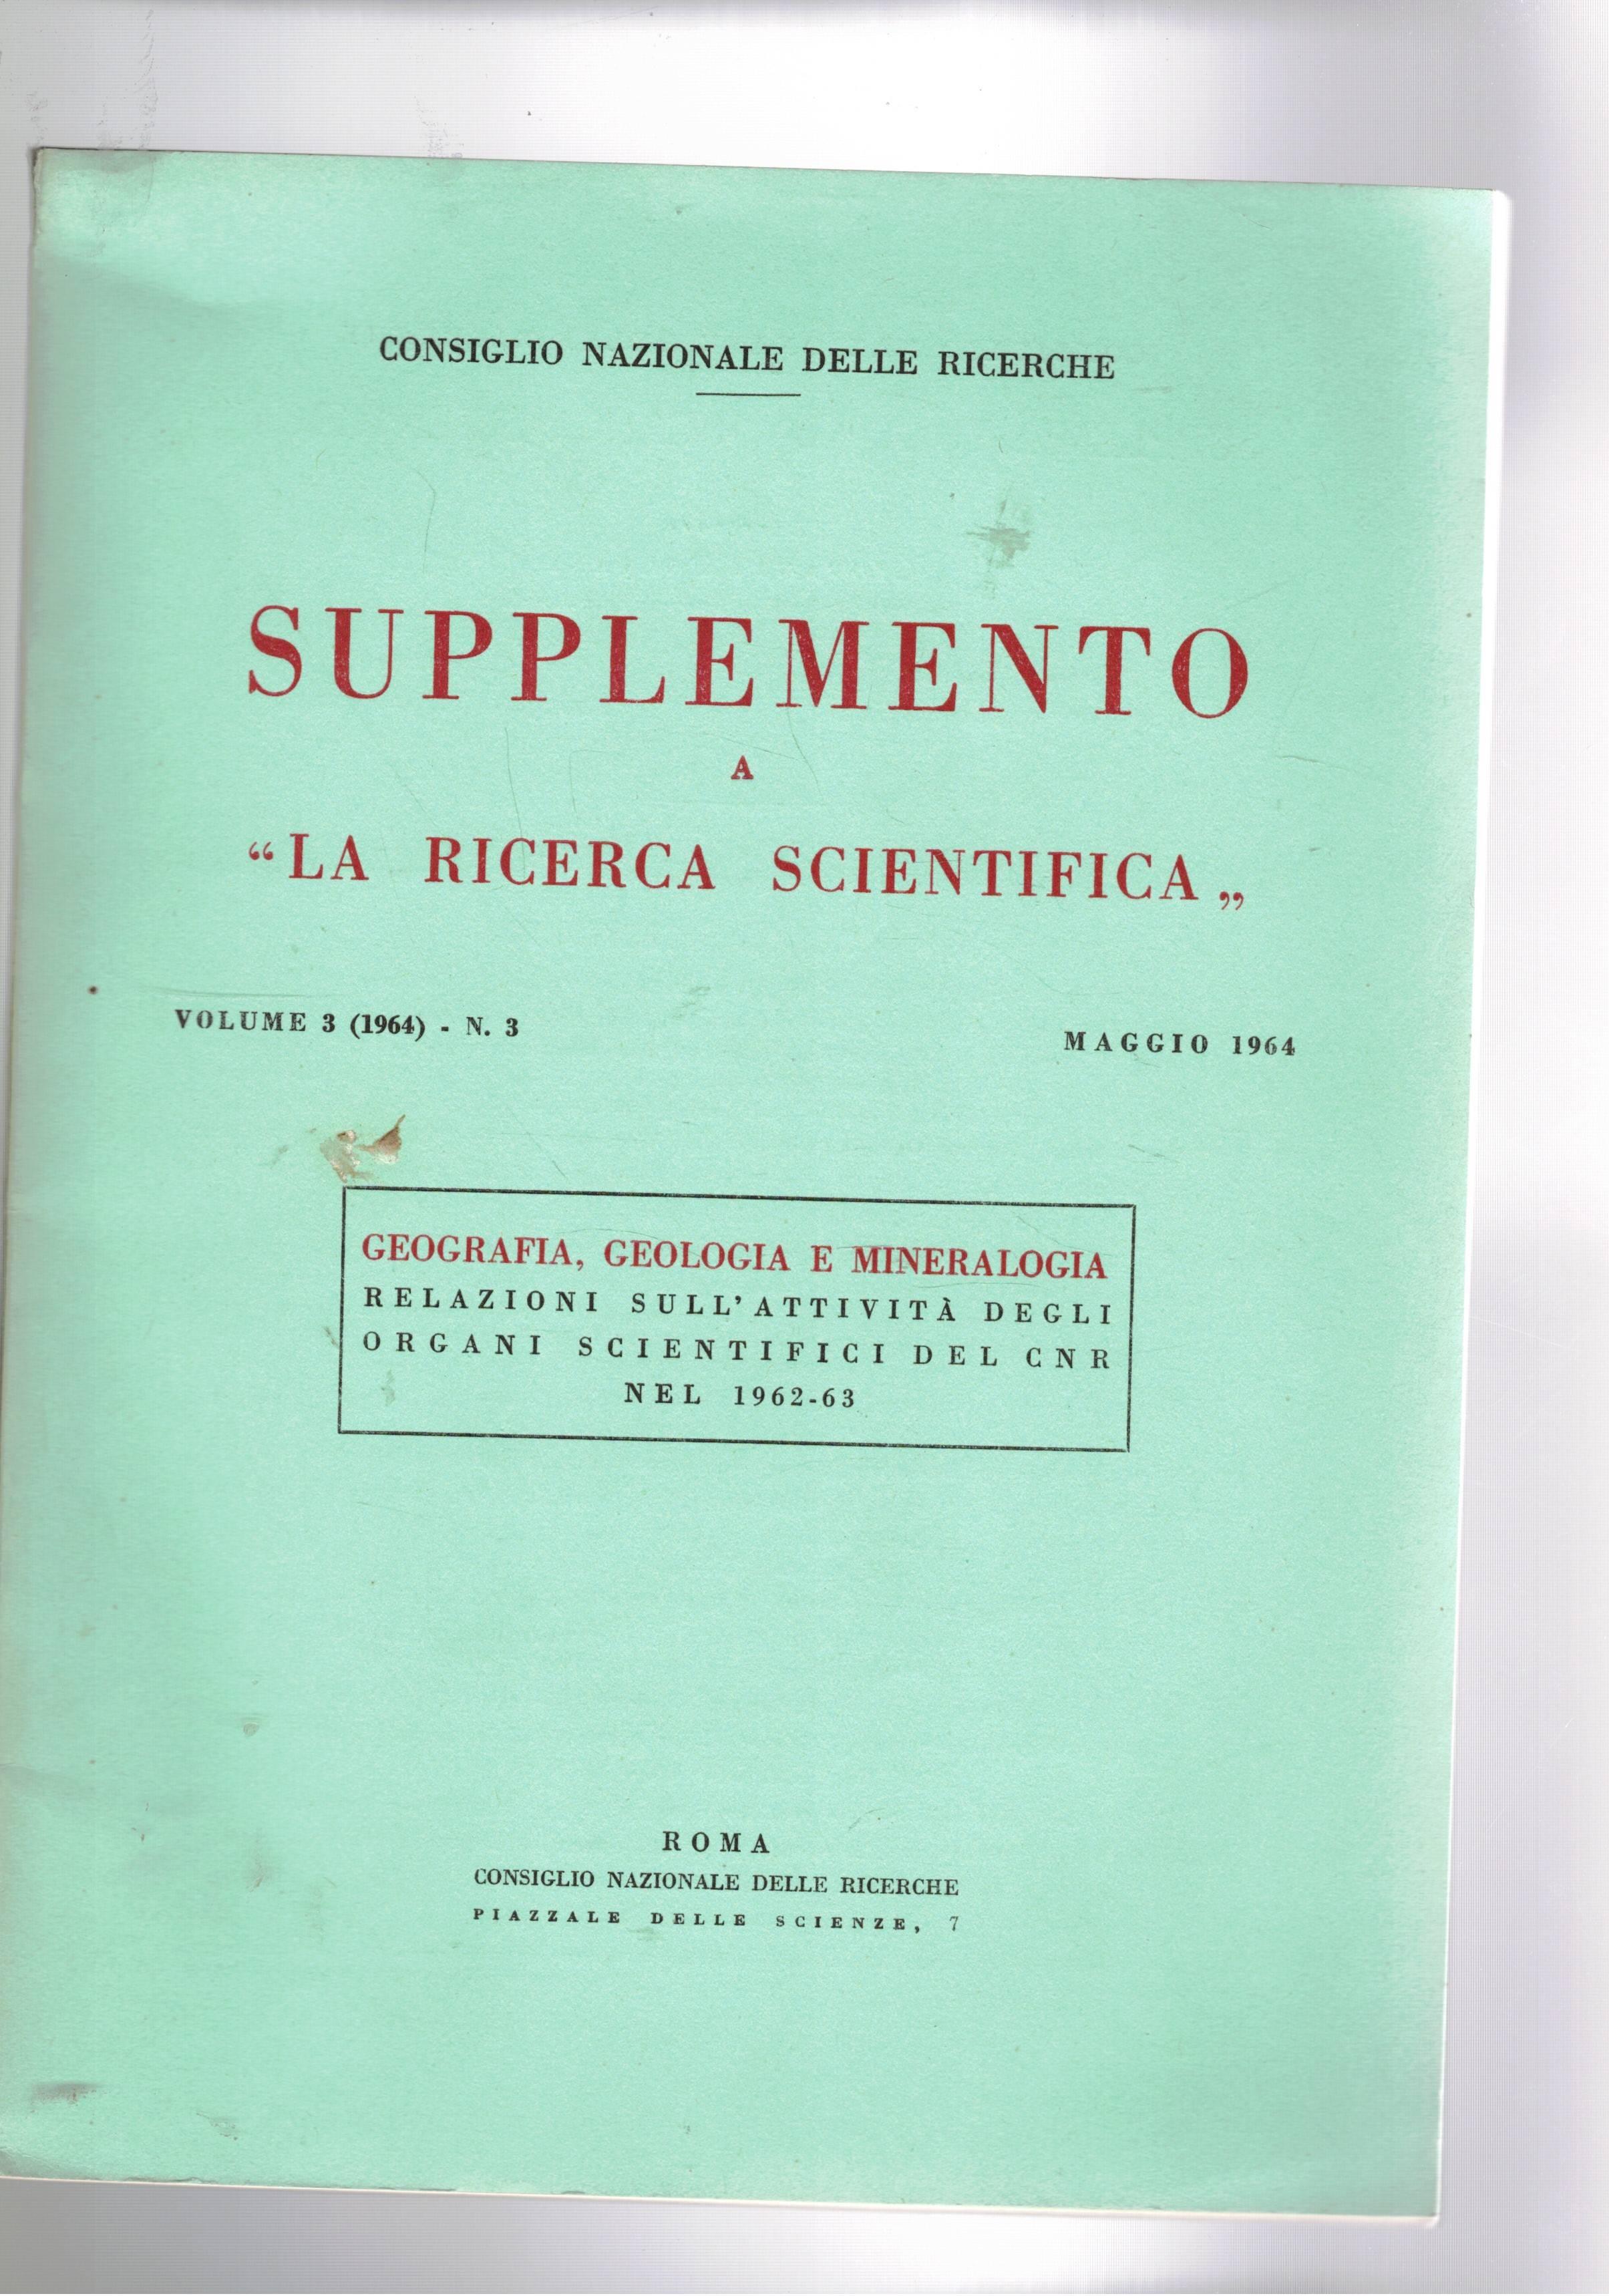 CONSIGLIO NAZIONALE DELLE RICERCHE
SUPPLEMENTO
A
“LA RICERCA SCIENTIFICA„
VOLUME 3 (1964) - N. 3
MAGGIO 1964
GEOGRAFIA, GEOLOGIA E MINERALOGIA
RELAZIONI SULL'ATTIVITÀ DEGLI
ORGANI SCIENTIFICI DEL CNR
NEL 1962-63
ROMA
CONSIGLIO NAZIONALE DELLE RICERCHE
PIAZZALE DELLE SCIENZE, 7